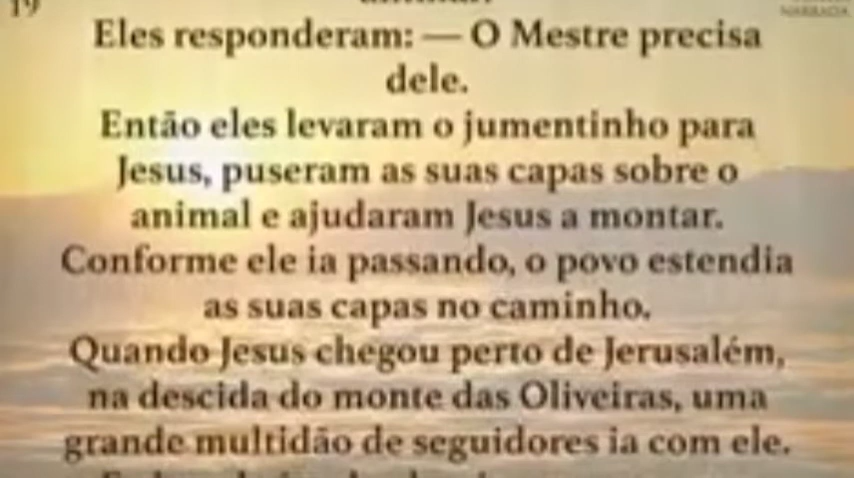 19
NARRADA
Eles responderam: — O Mestre precisa
dele.
Então eles levaram o jumentinho para
Jesus, puseram as suas capas sobre o
animal e ajudaram Jesus a montar.
Conforme ele ia passando, o povo estendia
as suas capas no caminho.
Quando Jesus chegou perto de Jerusalém,
na descida do monte das Oliveiras, uma
grande multidão de seguidores ia com ele.